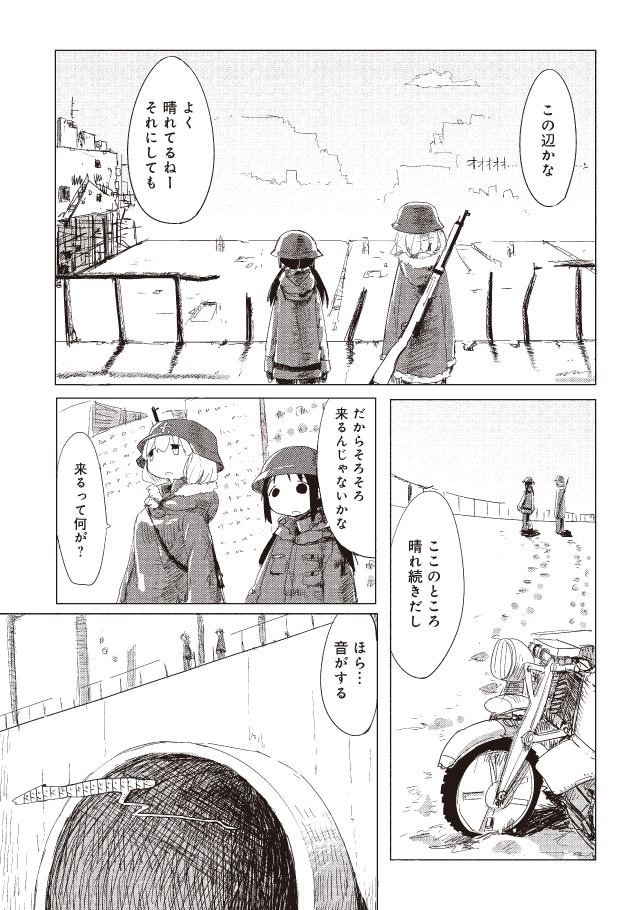 この辺かな
オオオオ…
よく
晴れてるねー
それにしても
ここのところ
晴れ続きだし
だからそろそろ
来るんじゃないかな
来るって何が？
ほら…
音がする